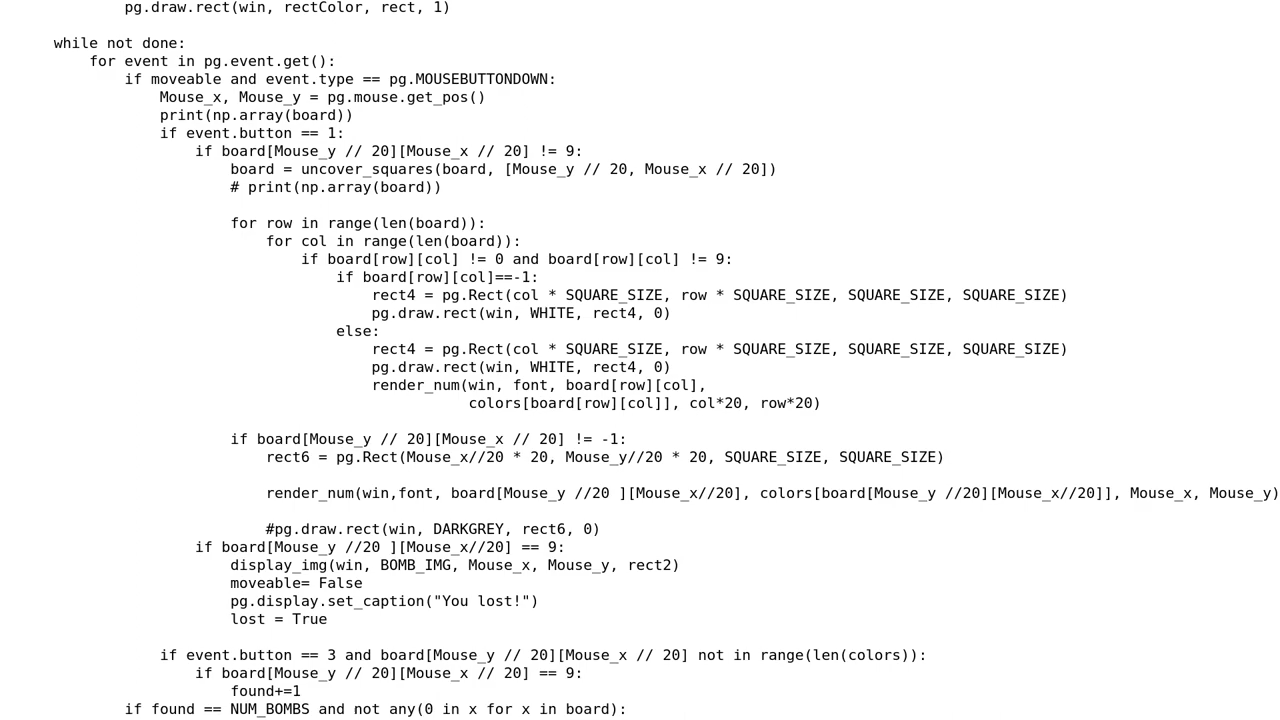 pg.draw.rect(win, rectColor, rect, 1)
while not done:
for event in pg.event.get():
if moveable and event.type == pg.MOUSEBUTTONDOWN:
Mouse_x, Mouse_y = pg.mouse.get_pos()
print(np.array(board))
if event.button == 1:
if board[Mouse_y // 20][Mouse_x // 20] != 9:
board = uncover_squares(board, [Mouse_y // 20, Mouse_x // 20])
# print(np.array(board))
for row in range(len(board)):
for col in range(len(board)):
if board[row][col] != 0 and board[row][col] != 9:
if board[row][col]==-1:
rect4 = pg.Rect(col * SQUARE_SIZE, row * SQUARE_SIZE, SQUARE_SIZE, SQUARE_SIZE)
pg.draw.rect(win, WHITE, rect4, 0)
else:
rect4 = pg.Rect(col * SQUARE_SIZE, row * SQUARE_SIZE, SQUARE_SIZE, SQUARE_SIZE)
pg.draw.rect(win, WHITE, rect4, 0)
render_num(win, font, board[row][col],
colors[board[row][col]], col*20, row*20)
if board[Mouse_y // 20][Mouse_x // 20] != -1:
rect6 = pg.Rect(Mouse_x//20 * 20, Mouse_y//20 * 20, SQUARE_SIZE, SQUARE_SIZE)
render_num(win,font, board[Mouse_y //20 ][Mouse_x//20], colors[board[Mouse_y //20][Mouse_x//20]], Mouse_x, Mouse_y)
#pg.draw.rect(win, DARKGREY, rect6, 0)
if board[Mouse_y //20 ][Mouse_x//20] == 9:
display_img(win, BOMB_IMG, Mouse_x, Mouse_y, rect2)
moveable= False
pg.display.set_caption("You lost!")
lost = True
if event.button == 3 and board[Mouse_y // 20][Mouse_x // 20] not in range(len(colors)):
if board[Mouse_y // 20][Mouse_x // 20] == 9:
found+=1
if found == NUM_BOMBS and not any(0 in x for x in board):